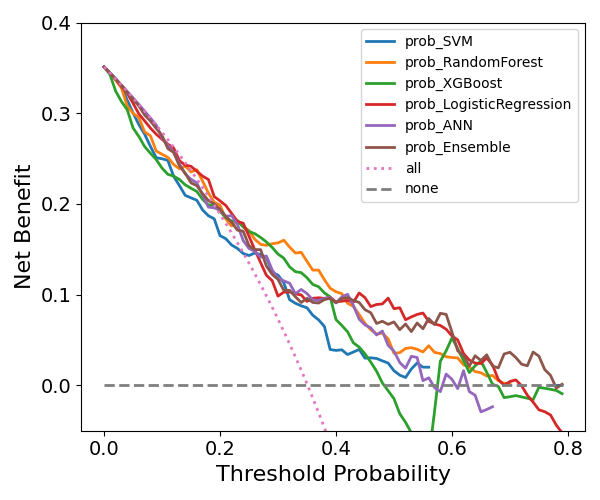 0.4
0.3
0.2
0.1
0.0
Net Benefit
prob_SVM
prob_RandomForest
prob_XGBoost
prob_LogisticRegression
prob_ANN
prob_Ensemble
all
none
0.0
0.2
0.4
0.6
0.8
Threshold Probability